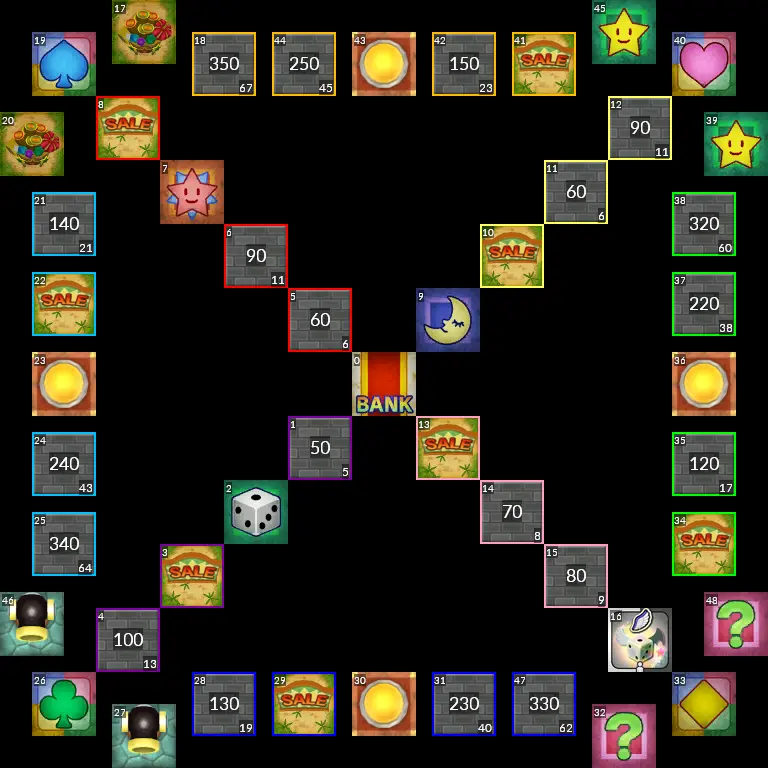 17 45
19 18 350 67 44 250 45 43 42 150 23 41 SALE 40
8 SALE 12 90 11
20 39
7 11 60 6
21 140 21 38 320 60
6 90 11 10 SALE
22 SALE 5 60 6 9 37 220 38
23 0 BANK 36
24 240 43 1 50 5 13 SALE 35 120 17
2 14 70 8
25 340 64 34 SALE
3 SALE 15 80 9
46 48 ?
4 100 13 16
26 28 130 19 29 SALE 30 31 230 40 47 330 62 33
27 32 ?